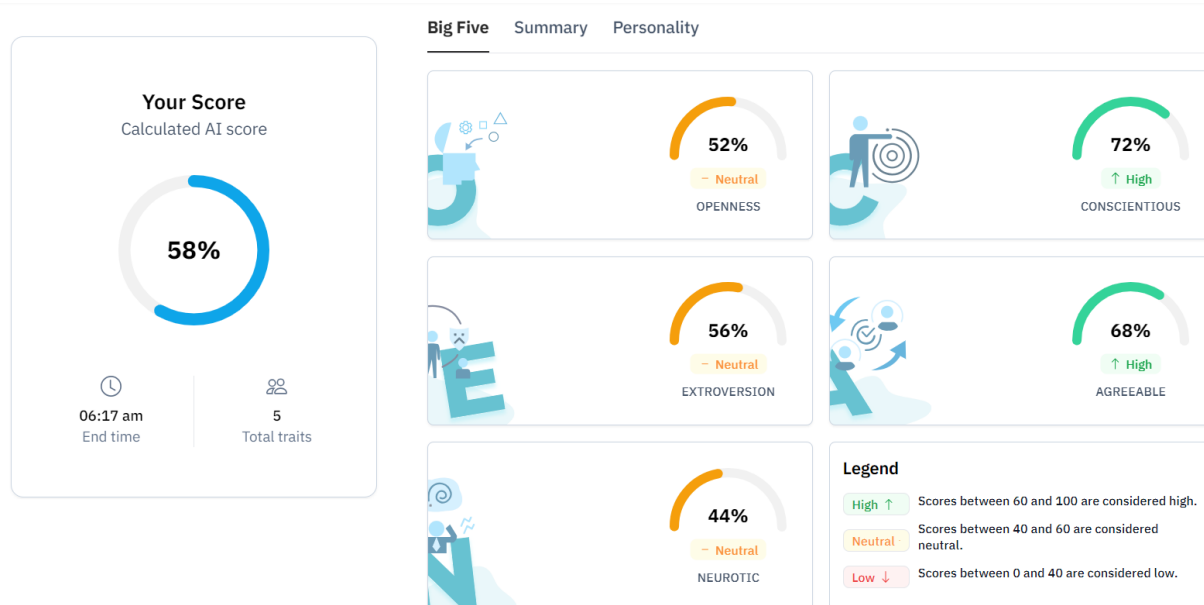 Big Five
Summary
Personality
Your Score
Calculated AI score
58%
06:17 am
End time
5
Total traits
52%
− Neutral
OPENNESS
72%
↑ High
CONSCIENTIOUS
56%
− Neutral
EXTROVERSION
68%
↑ High
AGREEABLE
44%
− Neutral
NEUROTIC
Legend
High ↑
Scores between 60 and 100 are considered high.
Neutral -
Scores between 40 and 60 are considered
neutral.
Low ↓
Scores between 0 and 40 are considered low.
O
C
E
A
N